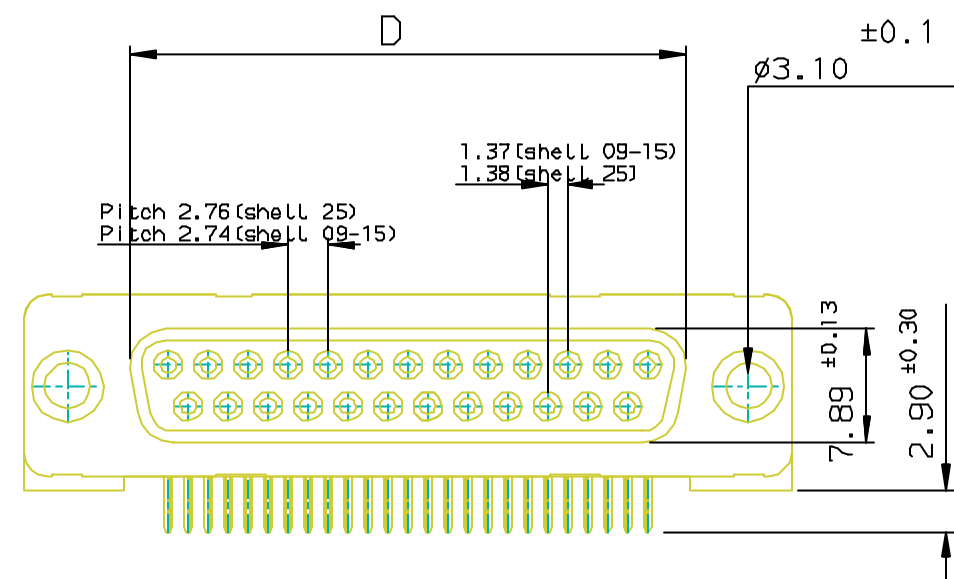 D
±0.1
ø3.10
1.37(shell 09-15)
1.38(shell 25)
Pitch 2.76(shell 25)
Pitch 2.74(shell 09-15)
7.89 ±0.13
2.90 ±0.30